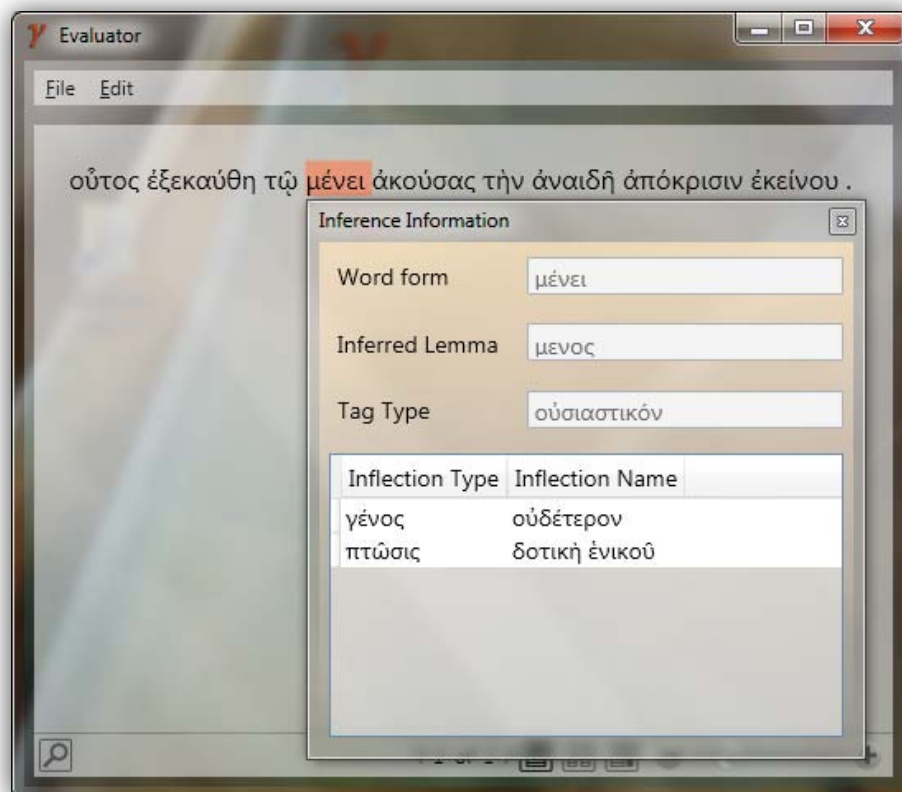 γ Evaluator
File Edit
οὗτος ἐξεκαύθη τῷ μένει ἀκούσας τὴν ἀναιδῆ ἀπόκρισιν ἐκείνου .
Inference Information
Word form μένει
Inferred Lemma μενος
Tag Type οὐσιαστικόν
Inflection Type Inflection Name
γένος οὐδέτερον
πτῶσις δοτικὴ ἑνικοῦ